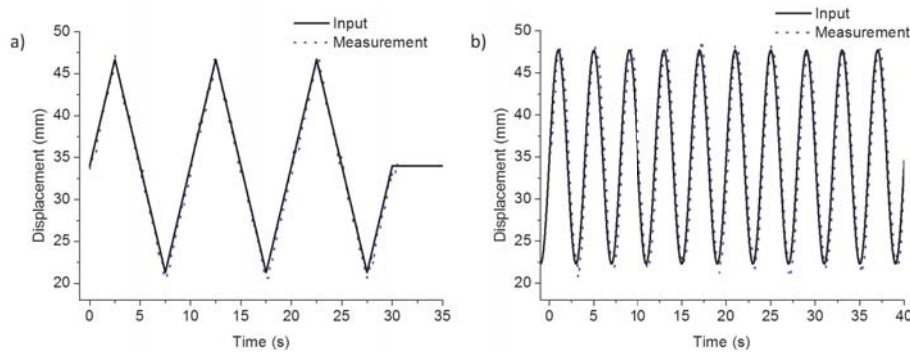 a)
Input
Measurement
Displacement (mm)
50
45
40
35
30
25
20
0 5 10 15 20 25 30 35
Time (s)
b)
Input
Measurement
Displacement (mm)
50
45
40
35
30
25
20
0 5 10 15 20 25 30 35 40
Time (s)